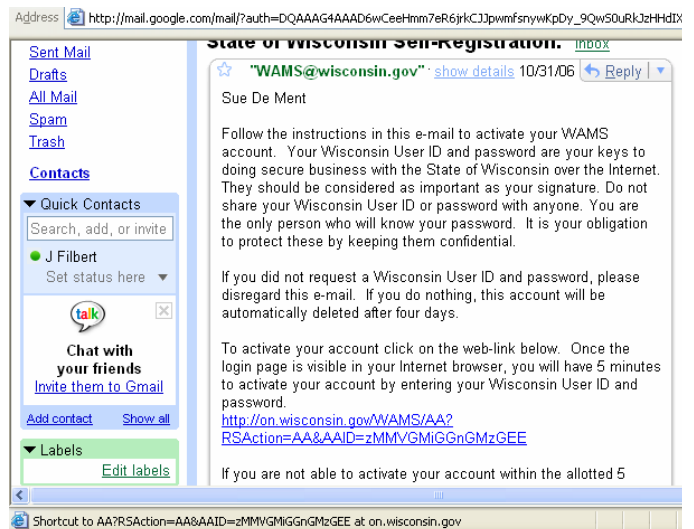 Address http://mail.google.com/mail/?auth=DQAAAG4AAAD6wCeeHmm7eR6jrkCJJpwmfsnywKpDy_9QwS0uRkJzHHdIX
State of Wisconsin Self-Registration. Inbox
Sent Mail
Drafts
All Mail
Spam
Trash
Contacts
Quick Contacts
Search, add, or invite
J Filbert
Set status here
talk
Chat with
your friends
Invite them to Gmail
Add contact Show all
Labels
Edit labels
"WAMS@wisconsin.gov" show details 10/31/06 Reply
Sue De Ment
Follow the instructions in this e-mail to activate your WAMS
account. Your Wisconsin User ID and password are your keys to
doing secure business with the State of Wisconsin over the Internet.
They should be considered as important as your signature. Do not
share your Wisconsin User ID or password with anyone. You are
the only person who will know your password. It is your obligation
to protect these by keeping them confidential.
If you did not request a Wisconsin User ID and password, please
disregard this e-mail. If you do nothing, this account will be
automatically deleted after four days.
To activate your account click on the web-link below. Once the
login page is visible in your Internet browser, you will have 5 minutes
to activate your account by entering your Wisconsin User ID and
password.
http://on.wisconsin.gov/WAMS/AA?
RSAction=AA&AAID=zMMVGMiGGnGMzGEE
If you are not able to activate your account within the allotted 5
Shortcut to AA?RSAction=AA&AAID=zMMVGMiGGnGMzGEE at on.wisconsin.gov